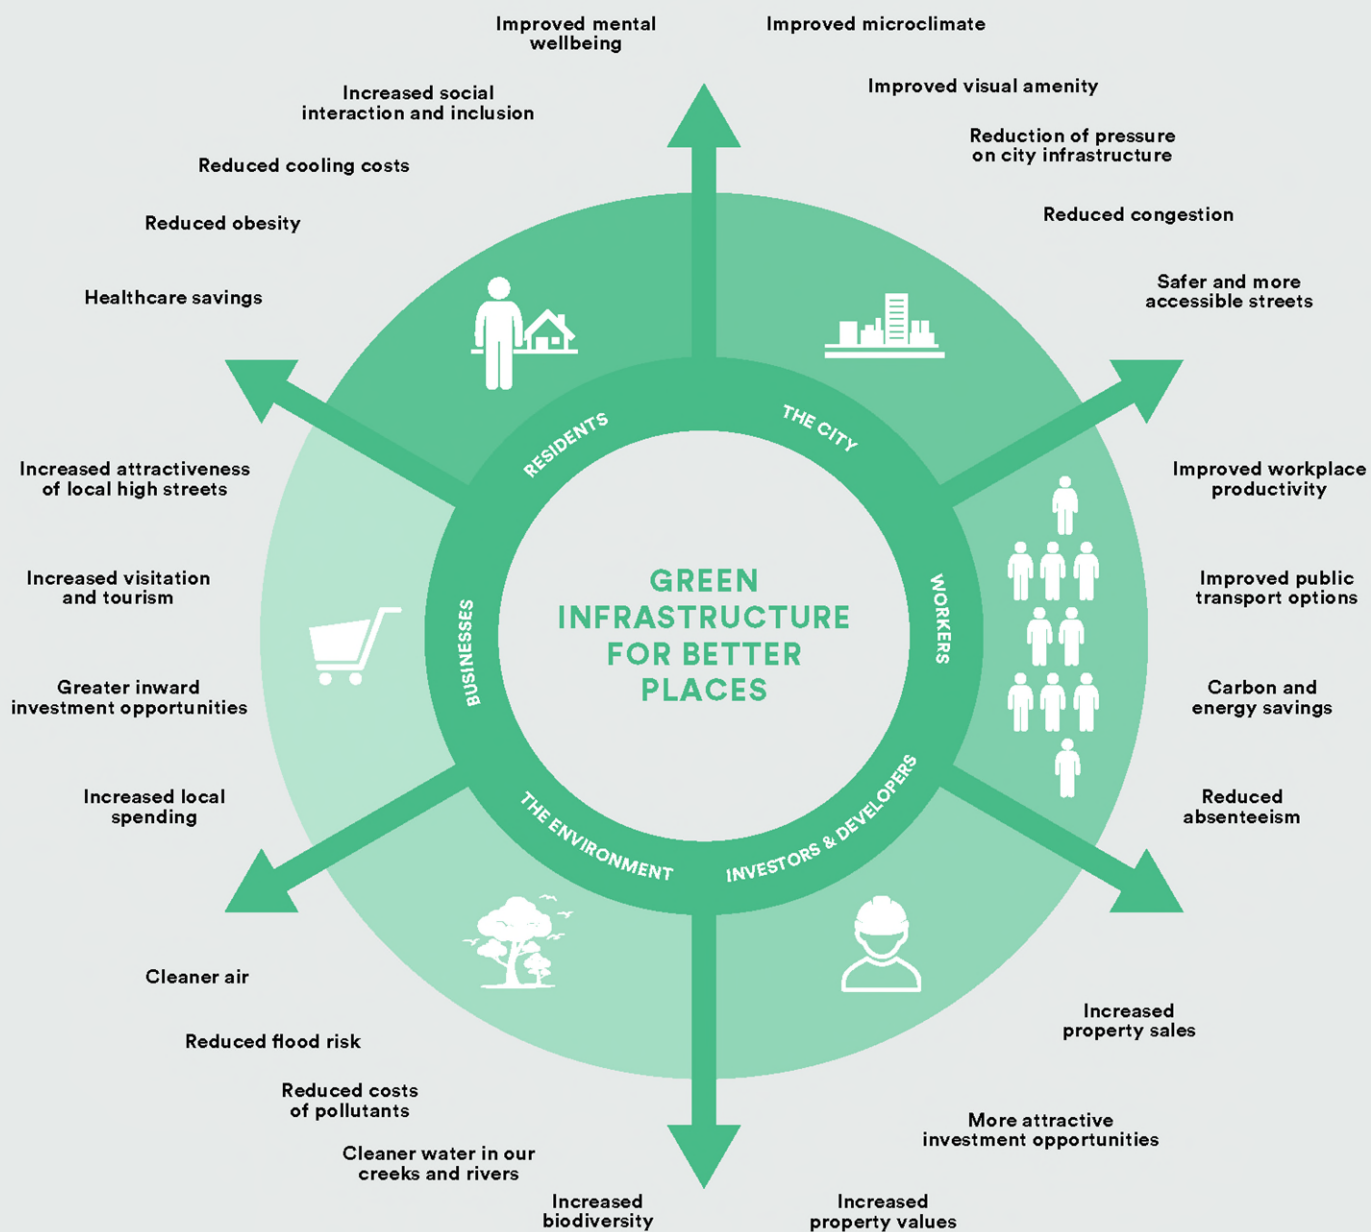 Improved mental
wellbeing
Improved microclimate
Increased social
interaction and inclusion
Improved visual amenity
Reduced cooling costs
Reduction of pressure
on city infrastructure
Reduced obesity
Reduced congestion
Healthcare savings
Safer and more
accessible streets
RESIDENTS
THE CITY
Increased attractiveness
of local high streets
Improved workplace
productivity
Increased visitation
and tourism
Improved public
transport options
BUSINESSES
GREEN
INFRASTRUCTURE
FOR BETTER
PLACES
WORKERS
Greater inward
investment opportunities
Carbon and
energy savings
Increased local
spending
Reduced
absenteeism
THE ENVIRONMENT
INVESTORS & DEVELOPERS
Cleaner air
Increased
property sales
Reduced flood risk
Reduced costs
of pollutants
More attractive
investment opportunities
Cleaner water in our
creeks and rivers
Increased
biodiversity
Increased
property values